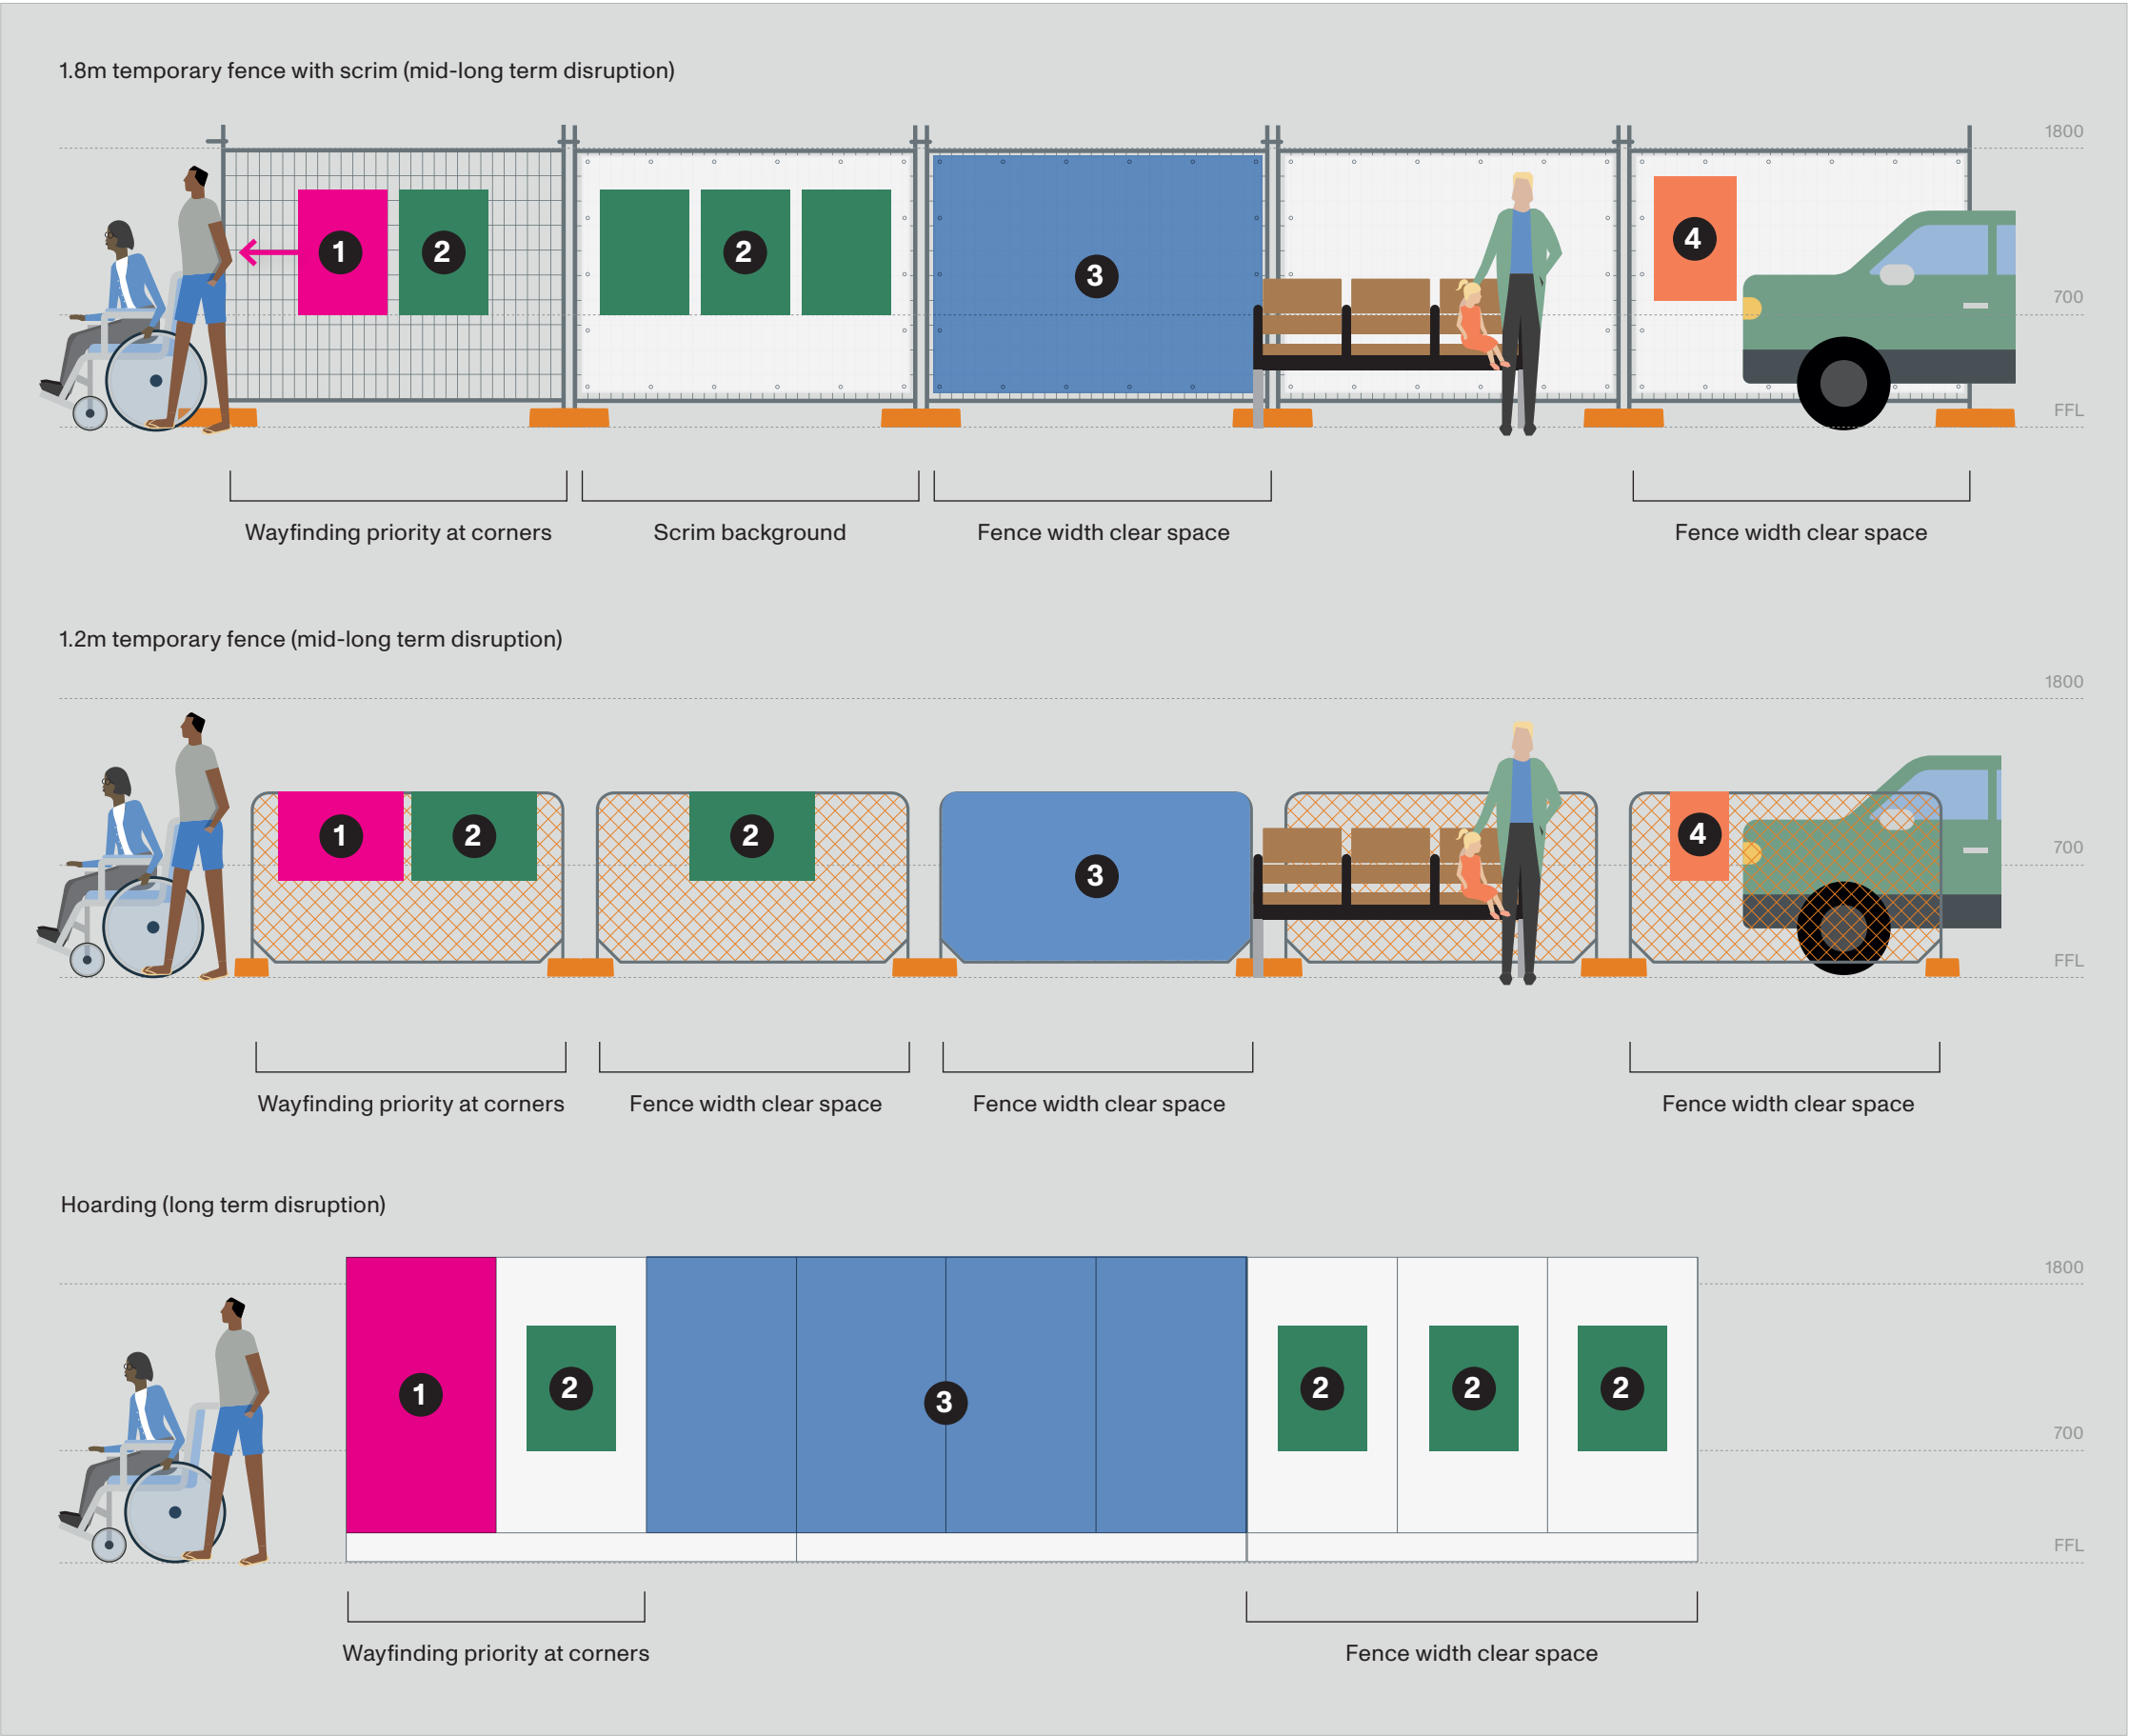 1.8m temporary fence with scrim (mid-long term disruption)
1800
1
2
2
3
4
700
FFL
Wayfinding priority at corners
Scrim background
Fence width clear space
Fence width clear space
1.2m temporary fence (mid-long term disruption)
1800
1
2
2
3
4
700
FFL
Wayfinding priority at corners
Fence width clear space
Fence width clear space
Fence width clear space
Hoarding (long term disruption)
1800
1
2
3
2
2
2
700
FFL
Wayfinding priority at corners
Fence width clear space